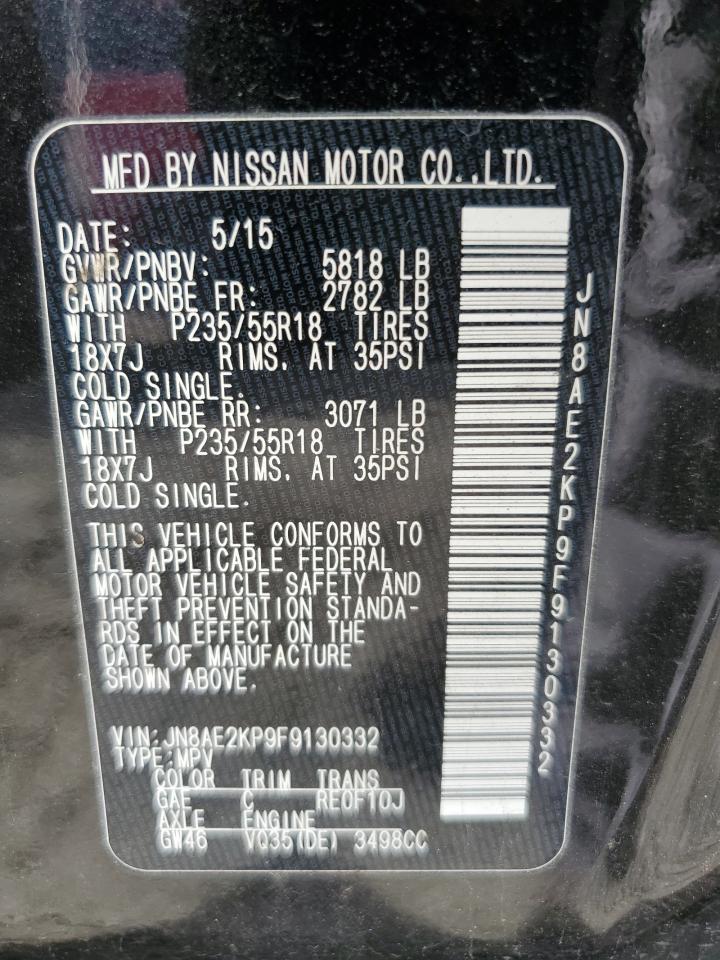 MFD BY NISSAN MOTOR CO.,LTD.
DATE: 5/15
GVWR/PNBV: 5818 LB
GAWR/PNBE FR: 2782 LB
WITH P235/55R18 TIRES
18X7J RIMS, AT 35PSI
COLD SINGLE.
GAWR/PNBE RR: 3071 LB
WITH P235/55R18 TIRES
18X7J RIMS, AT 35PSI
COLD SINGLE.
THIS VEHICLE CONFORMS TO
ALL APPLICABLE FEDERAL
MOTOR VEHICLE SAFETY AND
THEFT PREVENTION STANDA-
RDS IN EFFECT ON THE
DATE OF MANUFACTURE
SHOWN ABOVE.
VIN: JN8AE2KP9F9130332
TYPE:MPV
COLOR TRIM TRANS
GAE C RE0F10J
AXLE ENGINE
GW46 VQ35(DE) 3498CC
JN8AE2KP9F9130332